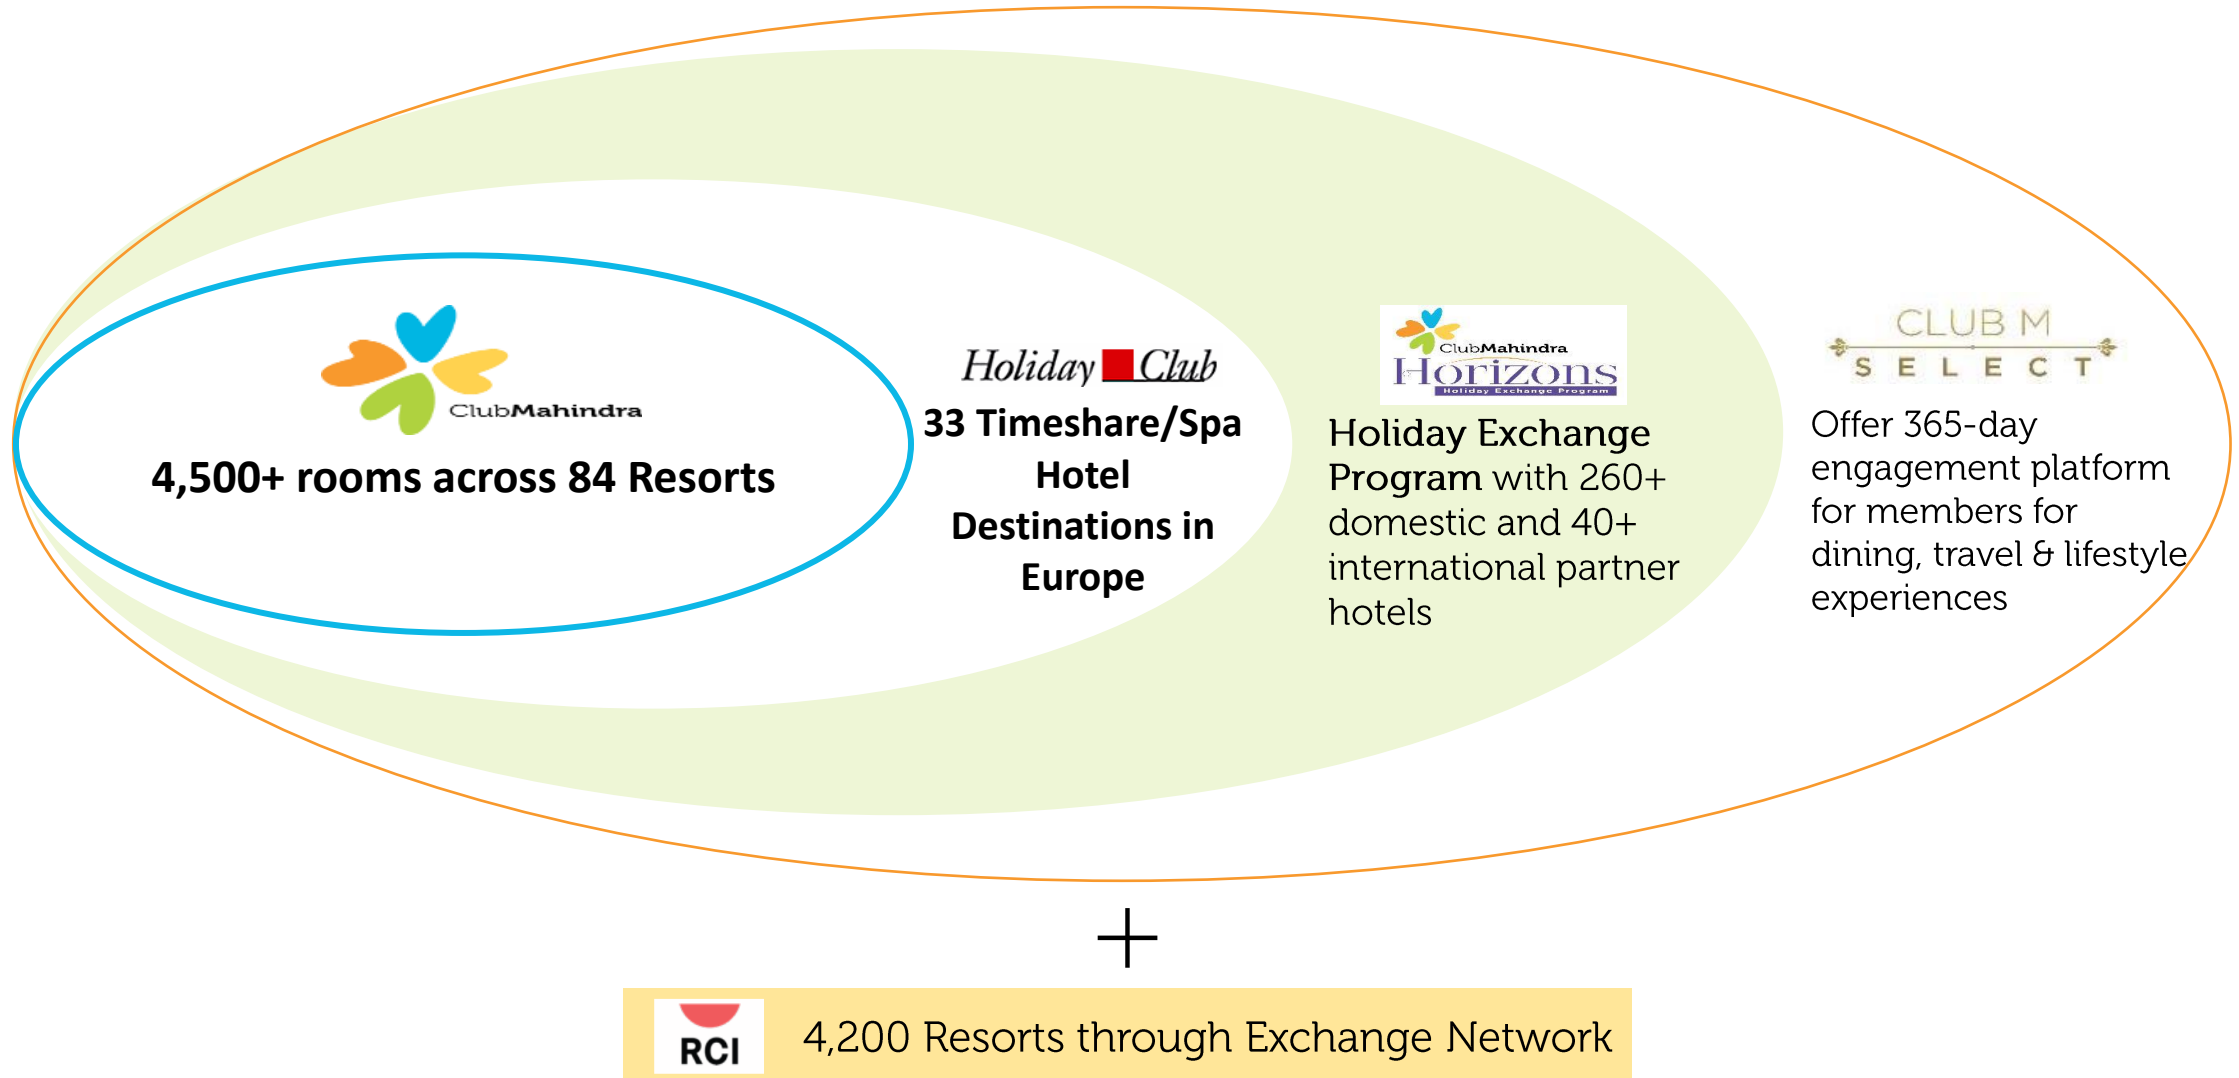 ClubMahindra
4,500+ rooms across 84 Resorts
Holiday Club
33 Timeshare/Spa
Hotel
Destinations in
Europe
ClubMahindra
Horizons
Holiday Exchange Program
Holiday Exchange
Program with 260+
domestic and 40+
international partner
hotels
CLUB M
SELECT
Offer 365-day
engagement platform
for members for
dining, travel & lifestyle
experiences
+
RCI
4,200 Resorts through Exchange Network